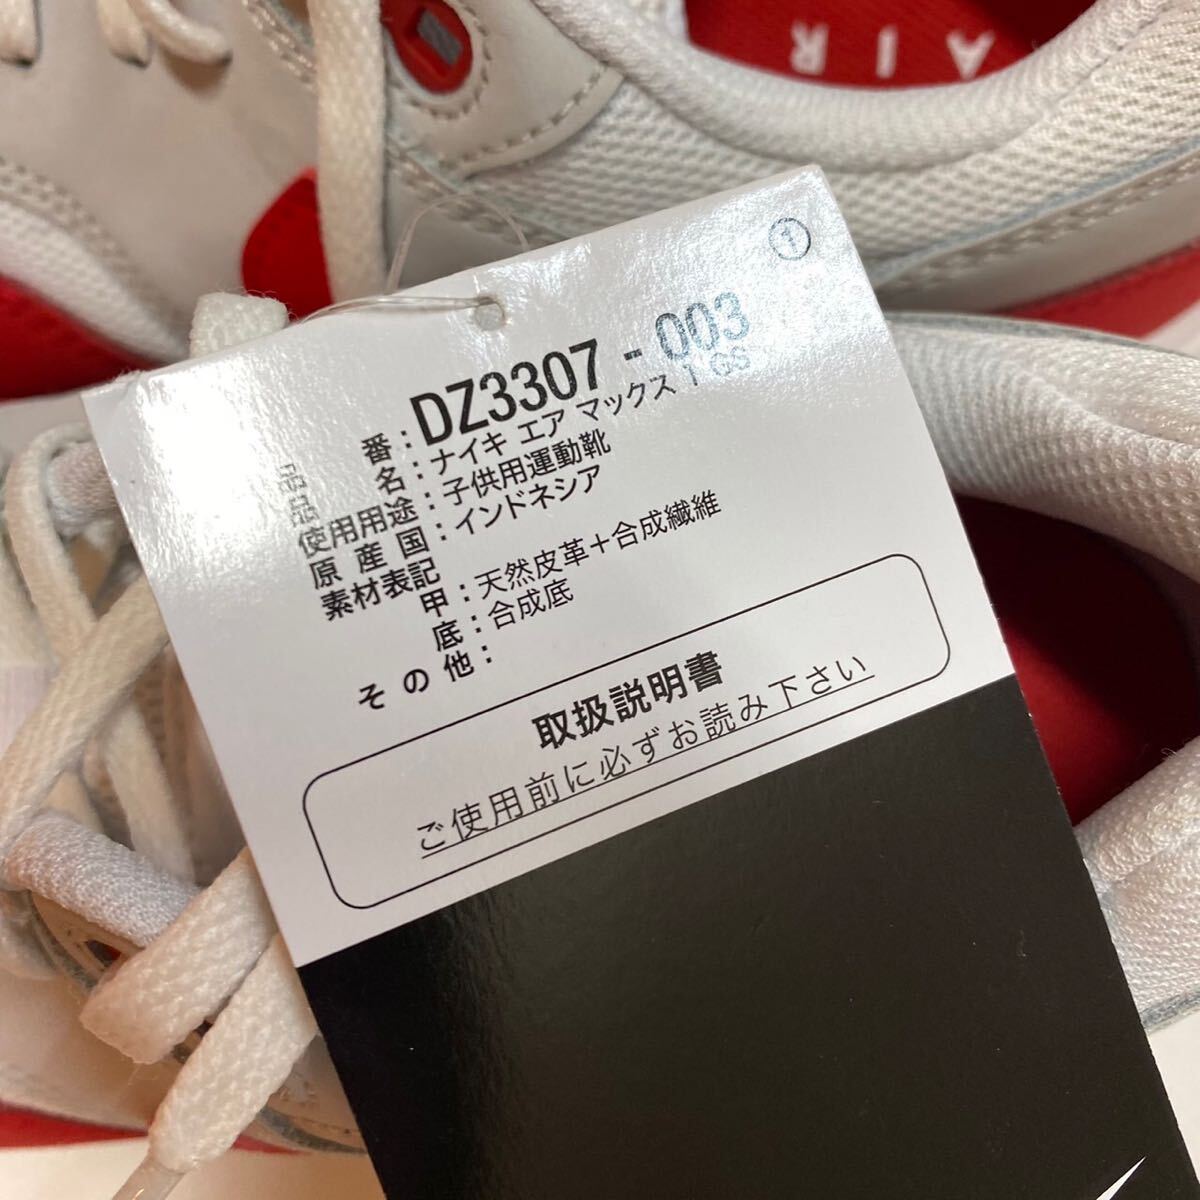 AIR
①
品番：DZ3307-003
品名：ナイキ エア マックス 1 GS
使用用途：子供用運動靴
原産国：インドネシア
素材表記
甲：天然皮革＋合成繊維
底：合成底
その他：
取扱説明書
ご使用前に必ずお読み下さい